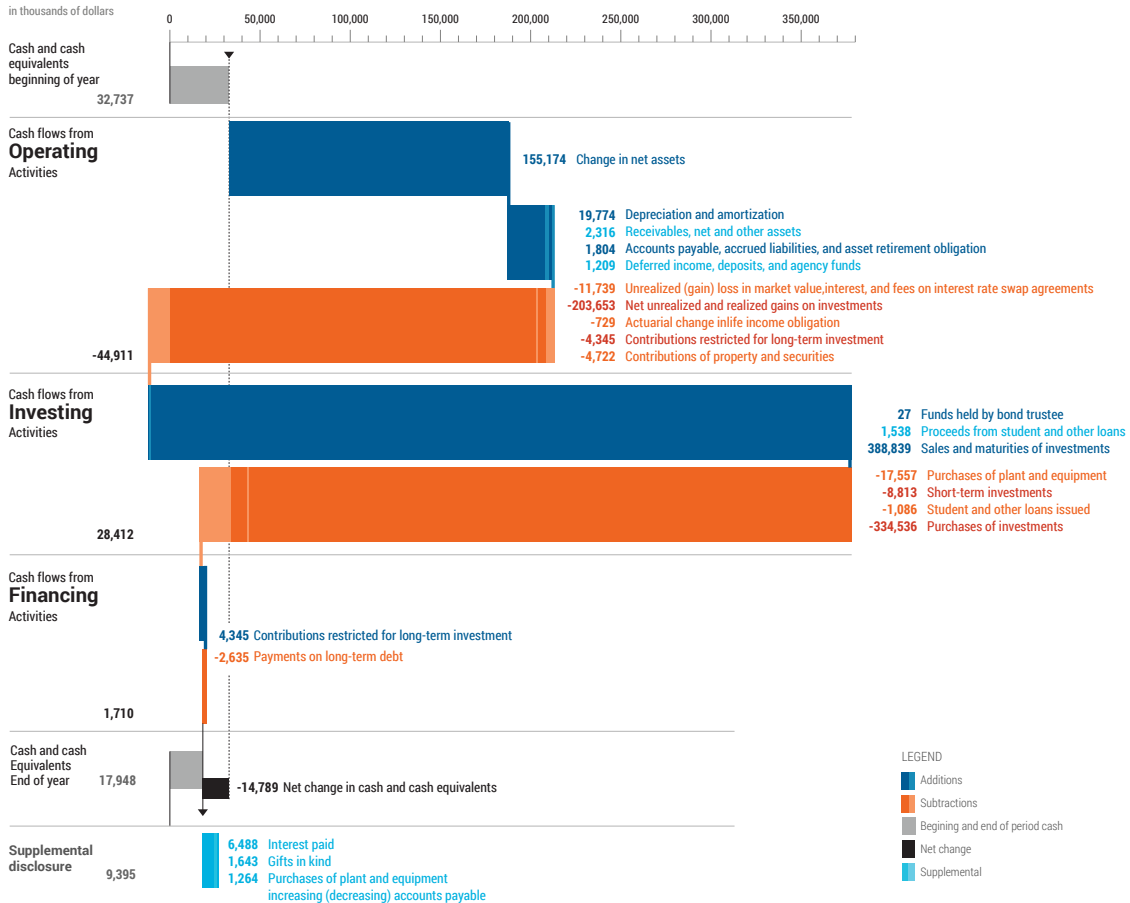 in thousands of dollars
0 50,000 100,000 150,000 200,000 250,000 300,000 350,000
Cash and cash
equivalents
beginning of year
32,737
Cash flows from
Operating
Activities
155,174 Change in net assets
19,774 Depreciation and amortization
2,316 Receivables, net and other assets
1,804 Accounts payable, accrued liabilities, and asset retirement obligation
1,209 Deferred income, deposits, and agency funds
-11,739 Unrealized (gain) loss in market value,interest, and fees on interest rate swap agreements
-203,653 Net unrealized and realized gains on investments
-729 Actuarial change inlife income obligation
-4,345 Contributions restricted for long-term investment
-4,722 Contributions of property and securities
-44,911
Cash flows from
Investing
Activities
27 Funds held by bond trustee
1,538 Proceeds from student and other loans
388,839 Sales and maturities of investments
-17,557 Purchases of plant and equipment
-8,813 Short-term investments
-1,086 Student and other loans issued
-334,536 Purchases of investments
28,412
Cash flows from
Financing
Activities
4,345 Contributions restricted for long-term investment
-2,635 Payments on long-term debt
1,710
Cash and cash
Equivalents
End of year
17,948
-14,789 Net change in cash and cash equivalents
Supplemental
disclosure
9,395
6,488 Interest paid
1,643 Gifts in kind
1,264 Purchases of plant and equipment
increasing (decreasing) accounts payable
LEGEND
Additions
Subtractions
Begining and end of period cash
Net change
Supplemental